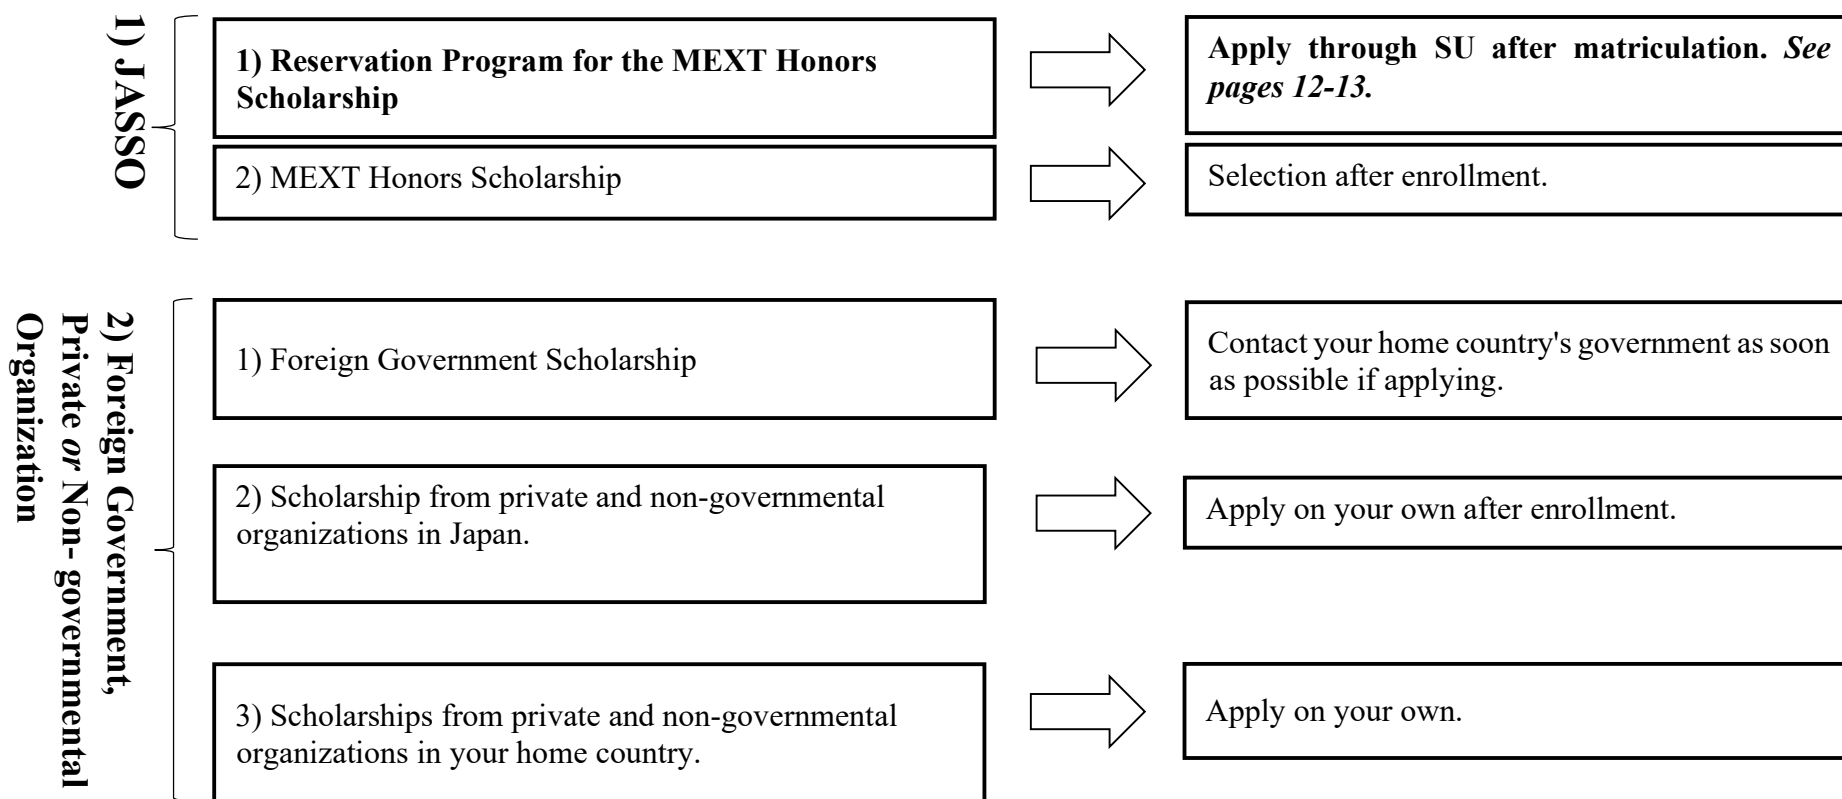 1) JASSO
1) Reservation Program for the MEXT Honors
Scholarship
Apply through SU after matriculation. See
pages 12-13.
2) MEXT Honors Scholarship
Selection after enrollment.
2) Foreign Government,
Private or Non- governmental
Organization
1) Foreign Government Scholarship
Contact your home country's government as soon
as possible if applying.
2) Scholarship from private and non-governmental
organizations in Japan.
Apply on your own after enrollment.
3) Scholarships from private and non-governmental
organizations in your home country.
Apply on your own.